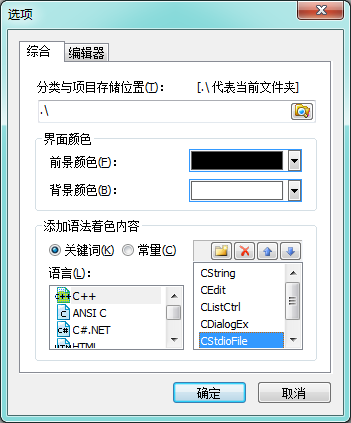 选项
综合 编辑器
分类与项目存储位置(T): [.\ 代表当前文件夹]
.\
界面颜色
前景颜色(F):
背景颜色(B):
添加语法着色内容
关键词(K) 常量(C)
语言(L):
C++
ANSI C
C#.NET
HTML
CString
CEdit
CListCtrl
CDialogEx
CStdioFile
确定 取消